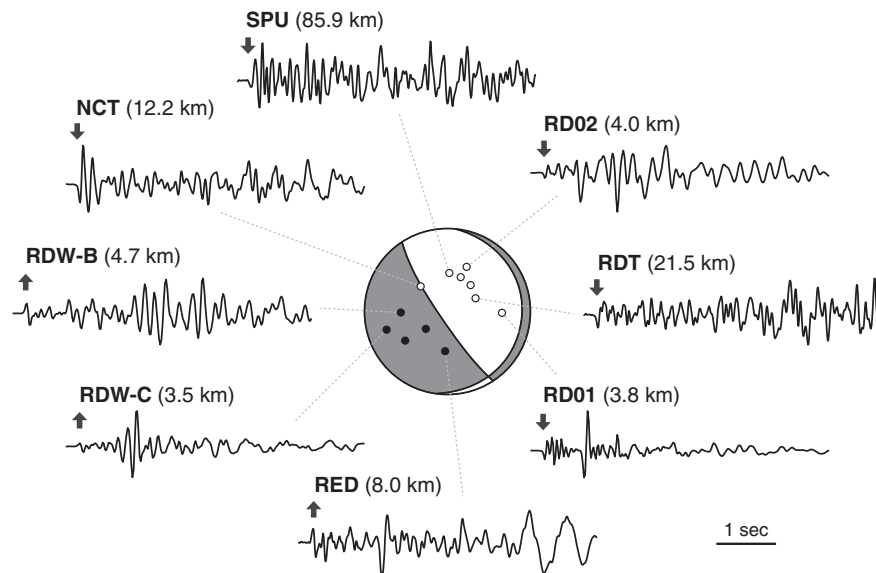 SPU (85.9 km)
NCT (12.2 km)
RD02 (4.0 km)
RDW-B (4.7 km)
RDT (21.5 km)
RDW-C (3.5 km)
RD01 (3.8 km)
RED (8.0 km)
1 sec